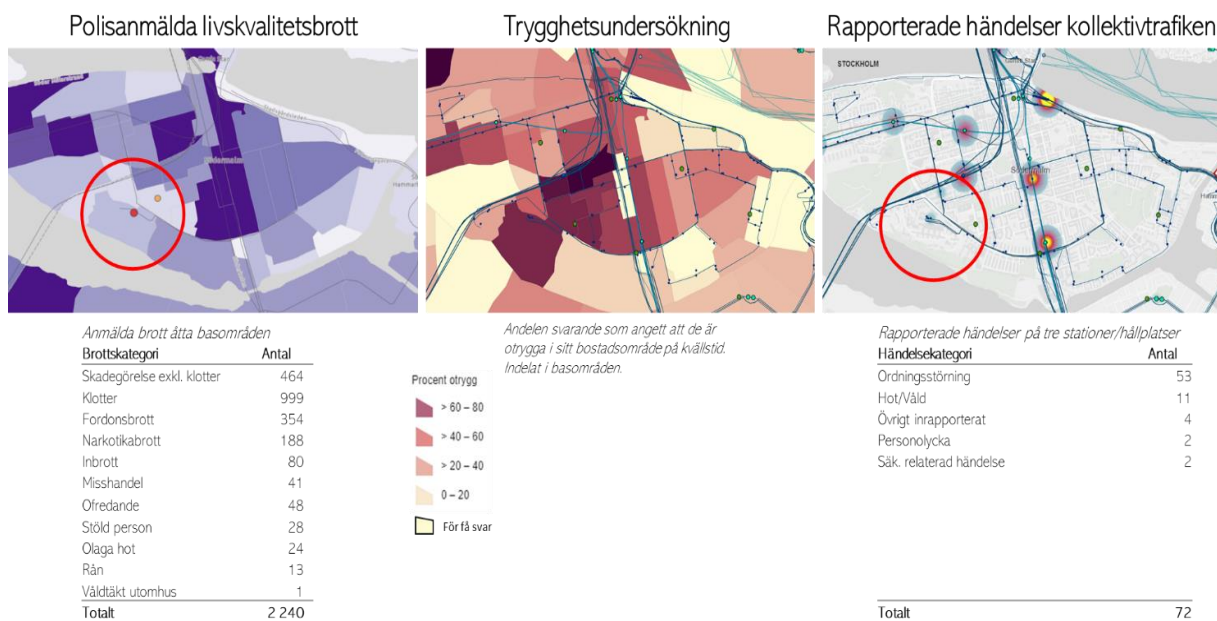 Polisanmälda livskvalitetsbrott
Trygghetsundersökning
Rapporterade händelser kollektivtrafiken
STOCKHOLM
Södermalm
Anmälda brott åtta basområden
Brottskategori Antal
Skadegörelse exkl. klotter 464
Klotter 999
Fordonsbrott 354
Narkotikabrott 188
Inbrott 80
Misshandel 41
Ofredande 48
Stöld person 28
Olaga hot 24
Rån 13
Våldtäkt utomhus 1
Totalt 2 240
Andelen svarande som angett att de är
otrygga i sitt bostadsområde på kvällstid.
Indelat i basområden.
Procent otrygg
> 60 – 80
> 40 – 60
> 20 – 40
0 – 20
För få svar
Rapporterade händelser på tre stationer/hållplatser
Händelsekategori Antal
Ordningsstörning 53
Hot/Våld 11
Övrigt inrapporterat 4
Personolycka 2
Säk. relaterad händelse 2
Totalt 72